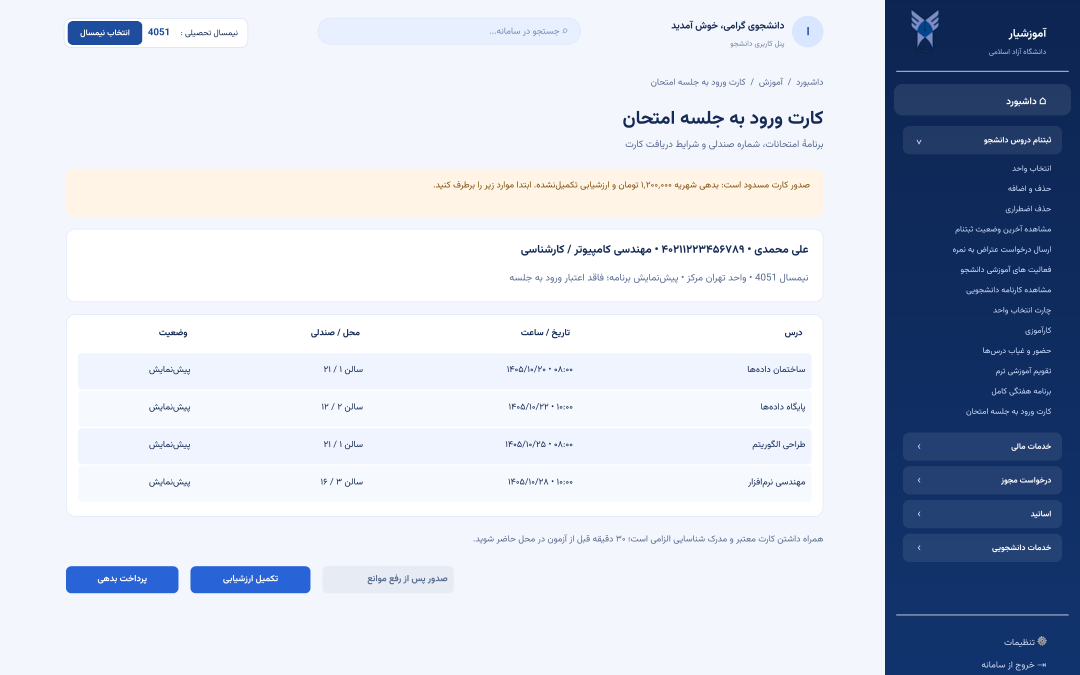 آموزشیار
دانشگاه آزاد اسلامی
داشبورد
ثبتنام دروس دانشجو
انتخاب واحد
حذف و اضافه
حذف اضطراری
مشاهده آخرین وضعیت ثبتنام
ارسال درخواست عتراض به نمره
فعالیت های آموزشی دانشجو
مشاهده کارنامه دانشجویی
چارت انتخاب واحد
کارآموزی
حضور و غیاب درس‌ها
تقویم آموزشی ترم
برنامه هفتگی کامل
کارت ورود به جلسه امتحان
خدمات مالی
درخواست مجوز
اساتید
خدمات دانشجویی
تنظیمات
خروج از سامانه
ا
دانشجوی گرامی، خوش آمدید
پنل کاربری دانشجو
جستجو در سامانه...
نیمسال تحصیلی : 4051 انتخاب نیمسال
داشبورد / آموزش / کارت ورود به جلسه امتحان
کارت ورود به جلسه امتحان
برنامهٔ امتحانات، شماره صندلی و شرایط دریافت کارت
صدور کارت مسدود است: بدهی شهریه ۱,۲۰۰,۰۰۰ تومان و ارزشیابی تکمیل‌نشده. ابتدا موارد زیر را برطرف کنید.
علی محمدی • ۴۰۲۱۱۲۲۳۴۵۶۷۸۹ • مهندسی کامپیوتر / کارشناسی
نیمسال 4051 • واحد تهران مرکز • پیش‌نمایش برنامه؛ فاقد اعتبار ورود به جلسه
درس تاریخ / ساعت محل / صندلی وضعیت
ساختمان داده‌ها ۱۴۰۵/۱۰/۲۰ • ۰۸:۰۰ سالن ۱ / ۲۱ پیش‌نمایش
پایگاه داده‌ها ۱۴۰۵/۱۰/۲۲ • ۱۰:۰۰ سالن ۲ / ۱۲ پیش‌نمایش
طراحی الگوریتم ۱۴۰۵/۱۰/۲۵ • ۰۸:۰۰ سالن ۱ / ۲۱ پیش‌نمایش
مهندسی نرم‌افزار ۱۴۰۵/۱۰/۲۸ • ۱۰:۰۰ سالن ۳ / ۱۶ پیش‌نمایش
همراه داشتن کارت معتبر و مدرک شناسایی الزامی است؛ ۳۰ دقیقه قبل از آزمون در محل حاضر شوید.
صدور پس از رفع موانع
تکمیل ارزشیابی
پرداخت بدهی